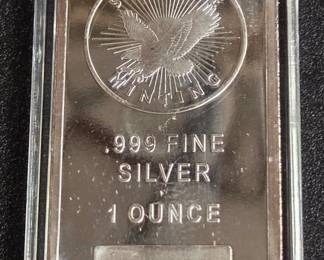 MINTING
.999 FINE
SILVER
1 OUNCE